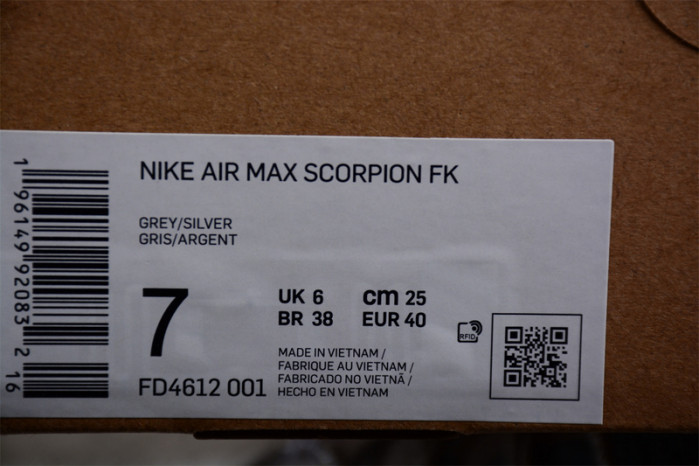 NIKE AIR MAX SCORPION FK
GREY/SILVER
GRIS/ARGENT
7
UK 6 cm 25
BR 38 EUR 40
FD4612 001
MADE IN VIETNAM /
FABRIQUE AU VIETNAM /
FABRICADO NO VIETNÃ /
HECHO EN VIETNAM
RFID
1 96149 92083 2 16